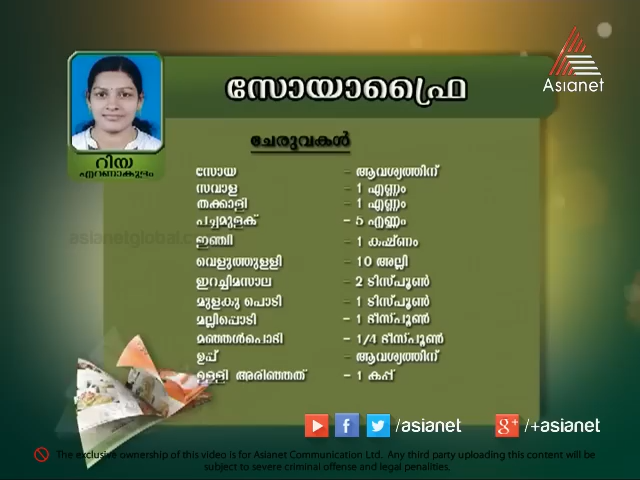 Asianet
സോയാഫ്രൈ
ചേരുവകൾ
റിയ
എറണാകുളം
സോയ - ആവശ്യത്തിന്
സവാള - 1 എണ്ണം
തക്കാളി - 1 എണ്ണം
പച്ചമുളക് - 5 എണ്ണം
ഇഞ്ചി - 1 കഷ്ണം
വെളുത്തുള്ളി - 10 അല്ലി
ഇറച്ചിമസാല - 2 ടിസ്പൂൺ
മുളകു പൊടി - 1 ടിസ്പൂൺ
മല്ലിപ്പൊടി - 1 ടീസ്പൂൺ
മഞ്ഞൾപൊടി - 1/4 ടീസ്പൂൺ
ഉപ്പ് - ആവശ്യത്തിന്
ഉള്ളി അരിഞ്ഞത് - 1 കപ്പ്
asianetglobal.c
/asianet g+ /+asianet
The exclusive ownership of this video Is for Asianet Communication Ltd. Any third party uploading this content will be
subject to severe criminal offense and legal penalities.